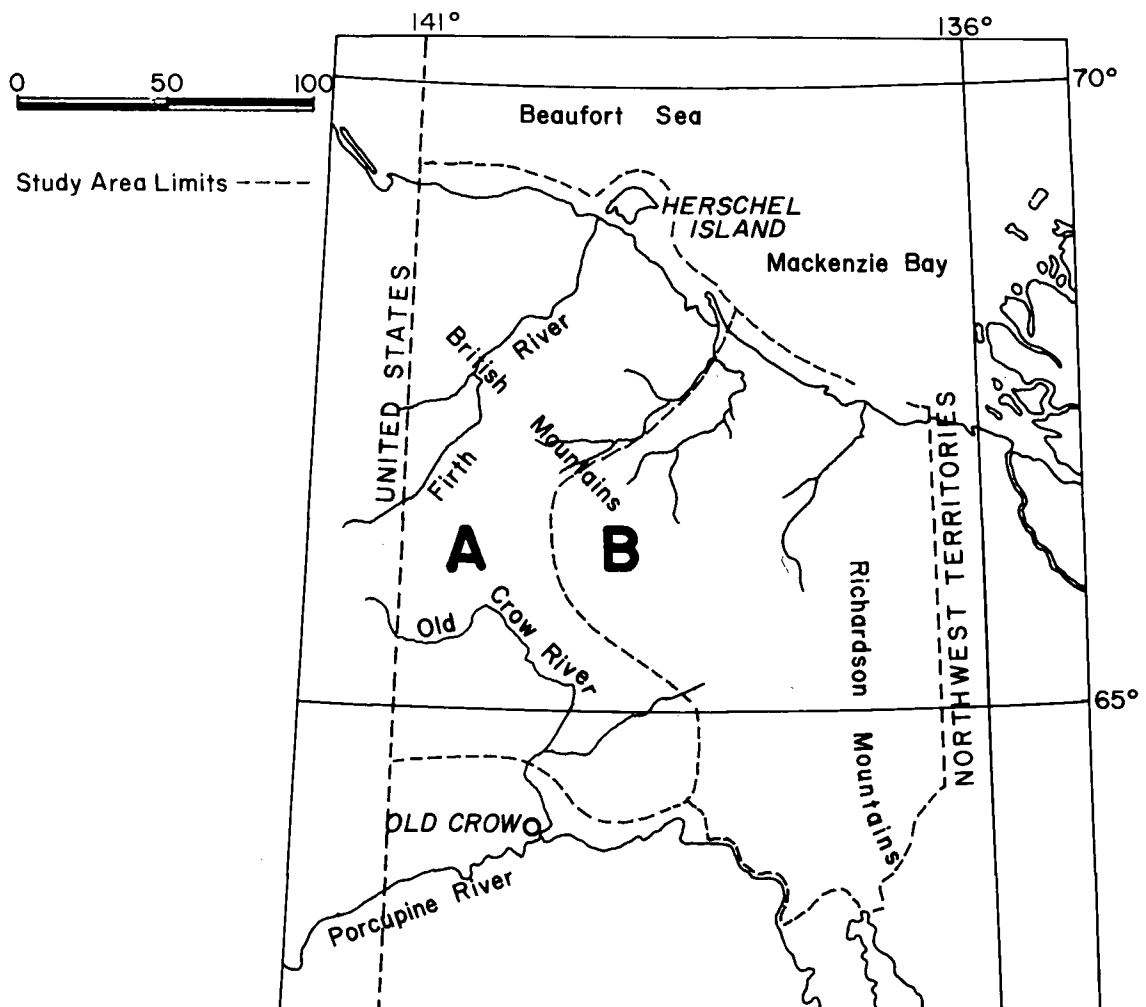 141°
136°
0 50 100
70°
Beaufort Sea
Study Area Limits
HERSCHEL
ISLAND
Mackenzie Bay
UNITED STATES
British
River
Firth
Mountains
A
B
Old
Crow River
Richardson
Mountains
NORTHWEST TERRITORIES
65°
OLD CROW
Porcupine River